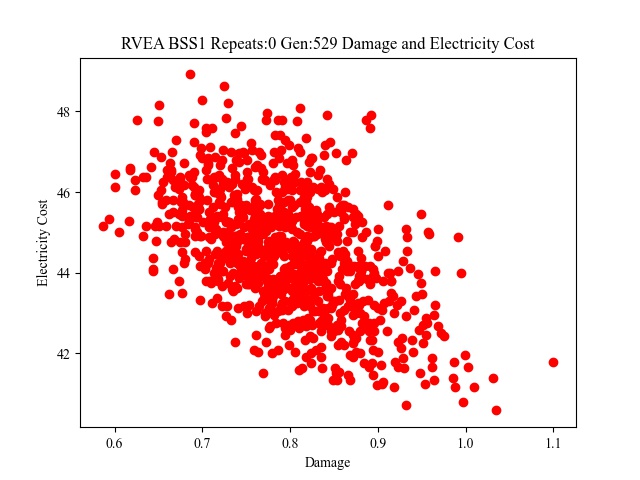 RVEA BSS1 Repeats:0 Gen:529 Damage and Electricity Cost
48
46
44
42
Electricity Cost
0.6 0.7 0.8 0.9 1.0 1.1
Damage